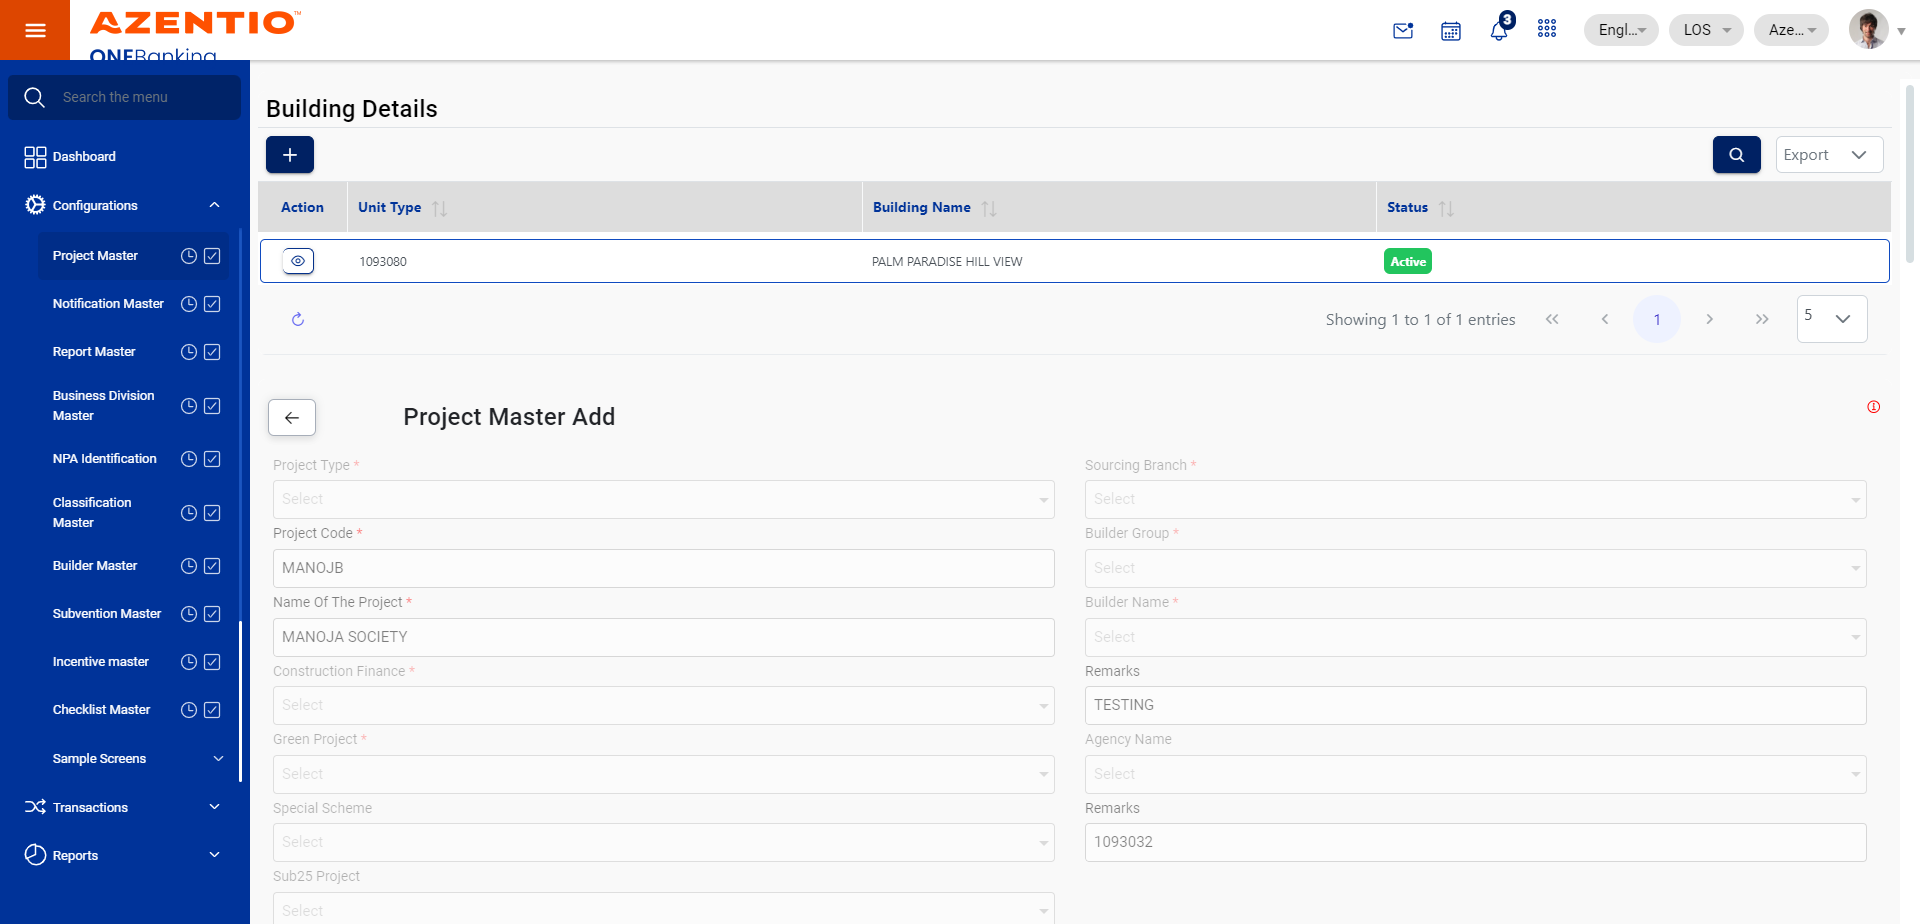 AZENTIO™
ONEBanking
3
Engl...
LOS
Aze...
Search the menu
Dashboard
Configurations
Project Master
Notification Master
Report Master
Business Division
Master
NPA Identification
Classification
Master
Builder Master
Subvention Master
Incentive master
Checklist Master
Sample Screens
Transactions
Reports
Building Details
+
Export
Action
Unit Type
Building Name
Status
1093080
PALM PARADISE HILL VIEW
Active
Showing 1 to 1 of 1 entries
1
5
Project Master Add
Project Type *
Select
Sourcing Branch *
Select
Project Code *
MANOJB
Builder Group *
Select
Name Of The Project *
MANOJA SOCIETY
Builder Name *
Select
Construction Finance *
Select
Remarks
TESTING
Green Project *
Select
Agency Name
Select
Special Scheme
Select
Remarks
1093032
Sub25 Project
Select